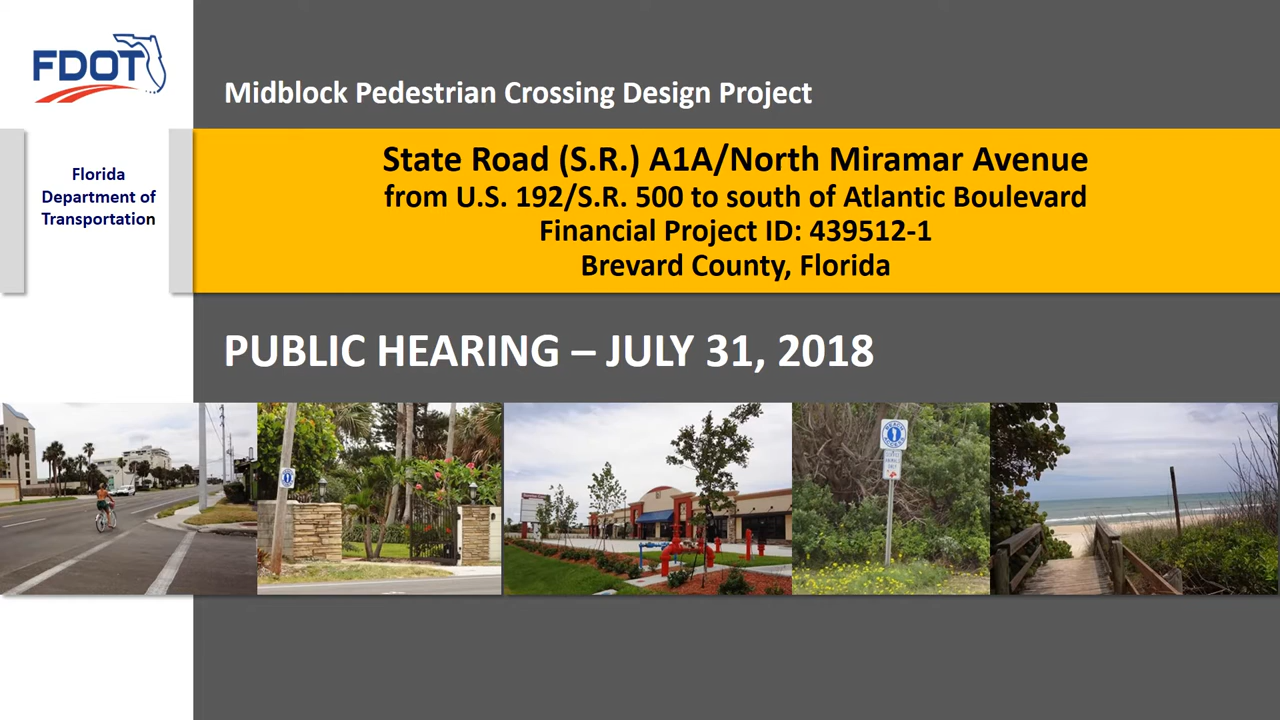 FDOT
Florida
Department of
Transportation
Midblock Pedestrian Crossing Design Project
State Road (S.R.) A1A/North Miramar Avenue
from U.S. 192/S.R. 500 to south of Atlantic Boulevard
Financial Project ID: 439512-1
Brevard County, Florida
PUBLIC HEARING – JULY 31, 2018